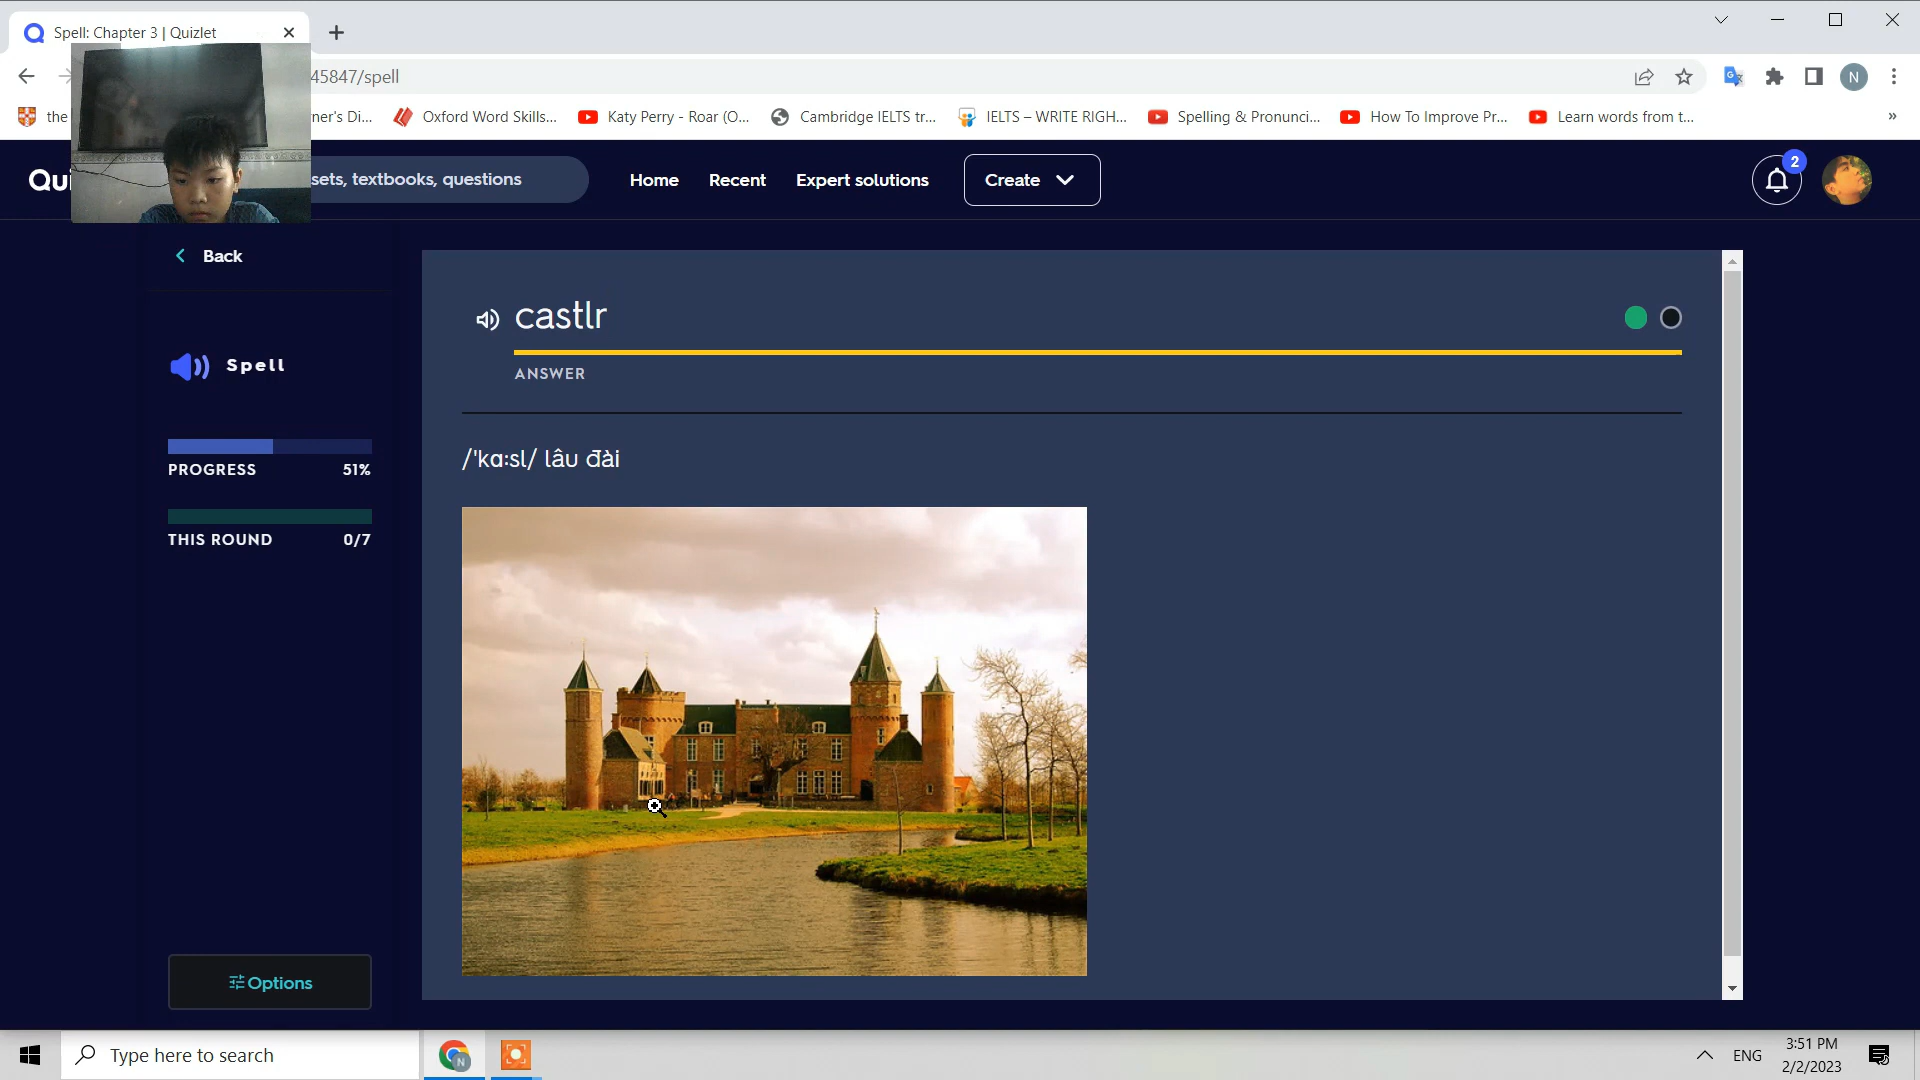 Spell: Chapter 3 | Quizlet
45847/spell
the
ner's Di...
Oxford Word Skills...
Katy Perry - Roar (O...
Cambridge IELTS tr...
IELTS – WRITE RIGH...
Spelling & Pronunci...
How To Improve Pr...
Learn words from t...
»
Qui
sets, textbooks, questions
Home
Recent
Expert solutions
Create
2
N
Back
Spell
PROGRESS 51%
THIS ROUND 0/7
Options
castlr
ANSWER
/'kɑːsl/ lâu đài
Type here to search
N
ENG
3:51 PM
2/2/2023